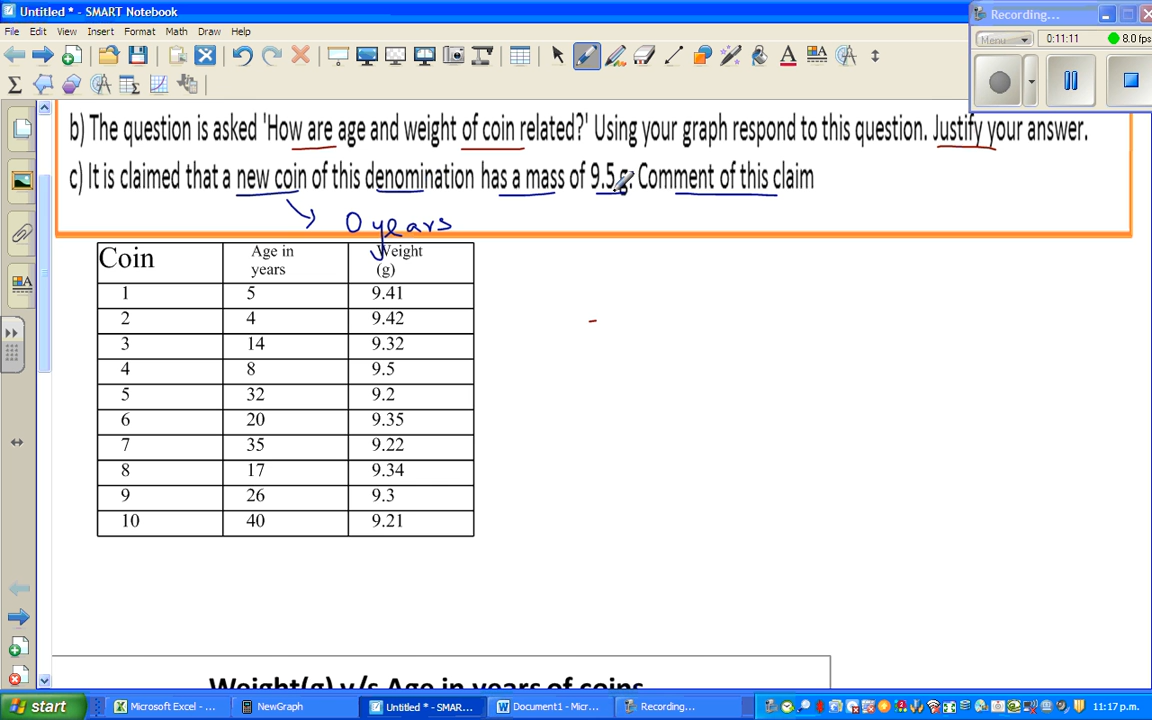 Untitled * - SMART Notebook
Recording...
File Edit View Insert Format Math Draw Help
Menu 0:11:11 8.0 fps
b) The question is asked 'How are age and weight of coin related?' Using your graph respond to this question. Justify your answer.
c) It is claimed that a new coin of this denomination has a mass of 9.5g. Comment of this claim
0 years
Coin Age in years Weight (g)
1 5 9.41
2 4 9.42
3 14 9.32
4 8 9.5
5 32 9.2
6 20 9.35
7 35 9.22
8 17 9.34
9 26 9.3
10 40 9.21
Weight(g) v/s Age in years of coins
start Microsoft Excel - ... NewGraph Untitled * - SMAR... Document1 - Micr... Recording... 11:17 p.m.